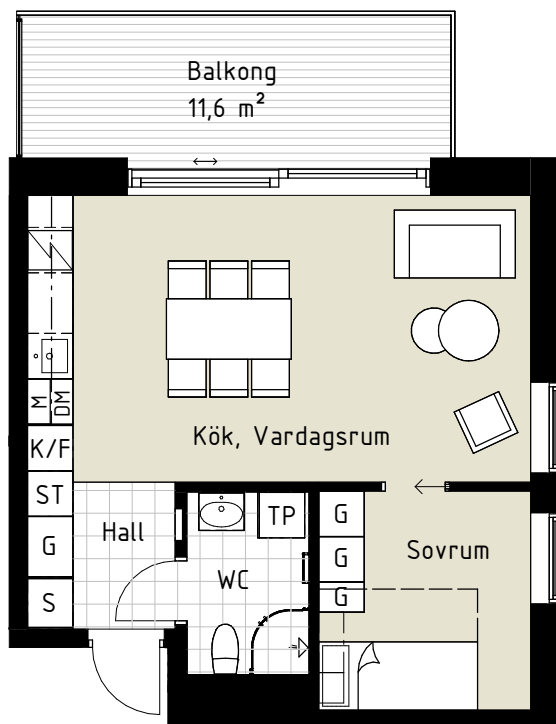 Balkong
11,6 m²
M
DM
K/F
Kök, Vardagsrum
ST
G
S
Hall
TP
WC
G
G
G
Sovrum